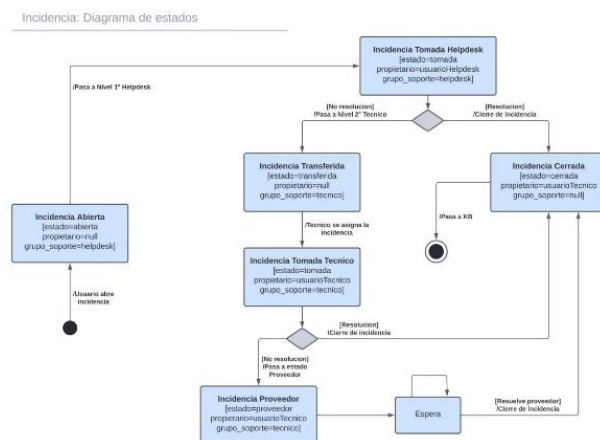 Incidencia: Diagrama de estados
Incidencia Tomada Helpdesk
[estado=tomada
propietario=usuarioHelpdesk
grupo_soporte=helpdesk]
/Pasa a Nivel 1º Helpdesk
[No resolucion]
/Pasa a Nivel 2º Tecnico
[Resolucion]
/Cierre de incidencia
Incidencia Transferida
[estado=transferida
propietario=null
grupo_soporte=tecnico]
Incidencia Cerrada
[estado=cerrada
propietario=usuarioTecnico
grupo_soporte=null]
Incidencia Abierta
[estado=abierta
propietario=null
grupo_soporte=helpdesk]
/Tecnico se asigna la
incidencia
/Pasa a KB
Incidencia Tomada Tecnico
[estado=tomada
propietario=usuarioTecnico
grupo_soporte=tecnico]
/Usuario abre
incidencia
[Resolucion]
/Cierre de incidencia
[No resolucion]
/Pasa a estado
Proveedor
Incidencia Proveedor
[estado=proveedor
propietario=usuarioTecnico
grupo_soporte=tecnico]
Espera
[Resuelve proveedor]
/Cierre de incidencia